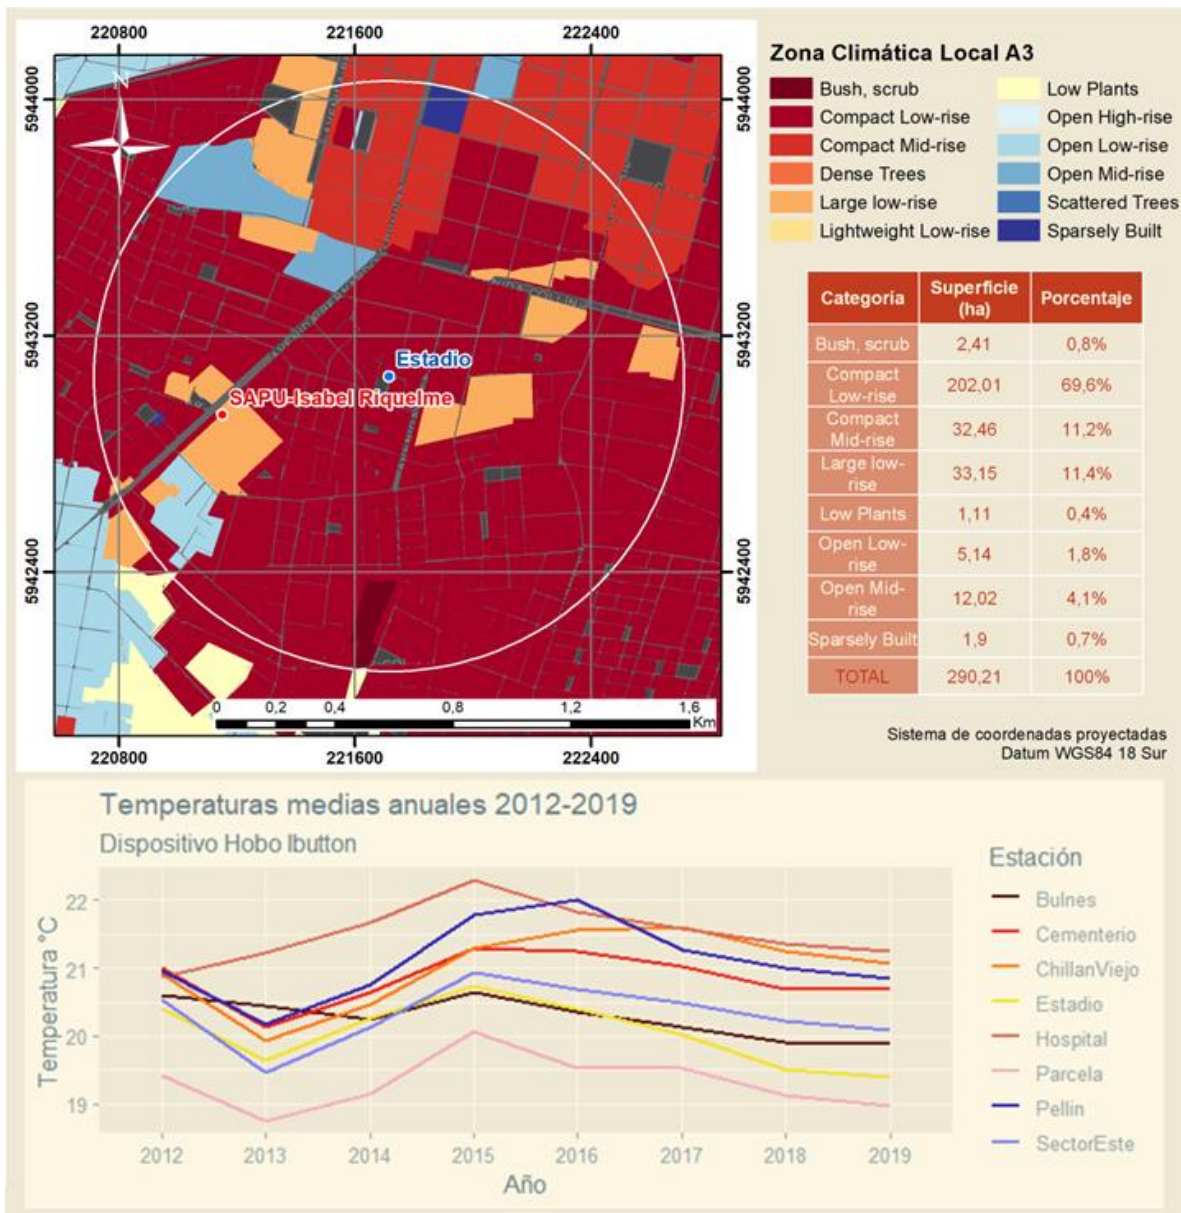 220800 221600 222400
5944000 5944000
5943200 5943200
5942400 5942400
N
Estadio
SAPU-Isabel Riquelme
0 0,2 0,4 0,8 1,2 1,6
Km
220800 221600 222400
Zona Climática Local A3
Bush, scrub
Compact Low-rise
Compact Mid-rise
Dense Trees
Large low-rise
Lightweight Low-rise
Low Plants
Open High-rise
Open Low-rise
Open Mid-rise
Scattered Trees
Sparsely Built
Categoría Superficie (ha) Porcentaje
Bush, scrub 2,41 0,8%
Compact Low-rise 202,01 69,6%
Compact Mid-rise 32,46 11,2%
Large low-rise 33,15 11,4%
Low Plants 1,11 0,4%
Open Low-rise 5,14 1,8%
Open Mid-rise 12,02 4,1%
Sparsely Built 1,9 0,7%
TOTAL 290,21 100%
Sistema de coordenadas proyectadas
Datum WGS84 18 Sur
Temperaturas medias anuales 2012-2019
Dispositivo Hobo Ibutton
Temperatura °C
22
21
20
19
2012 2013 2014 2015 2016 2017 2018 2019
Año
Estación
Bulnes
Cementerio
ChillanViejo
Estadio
Hospital
Parcela
Pellin
SectorEste